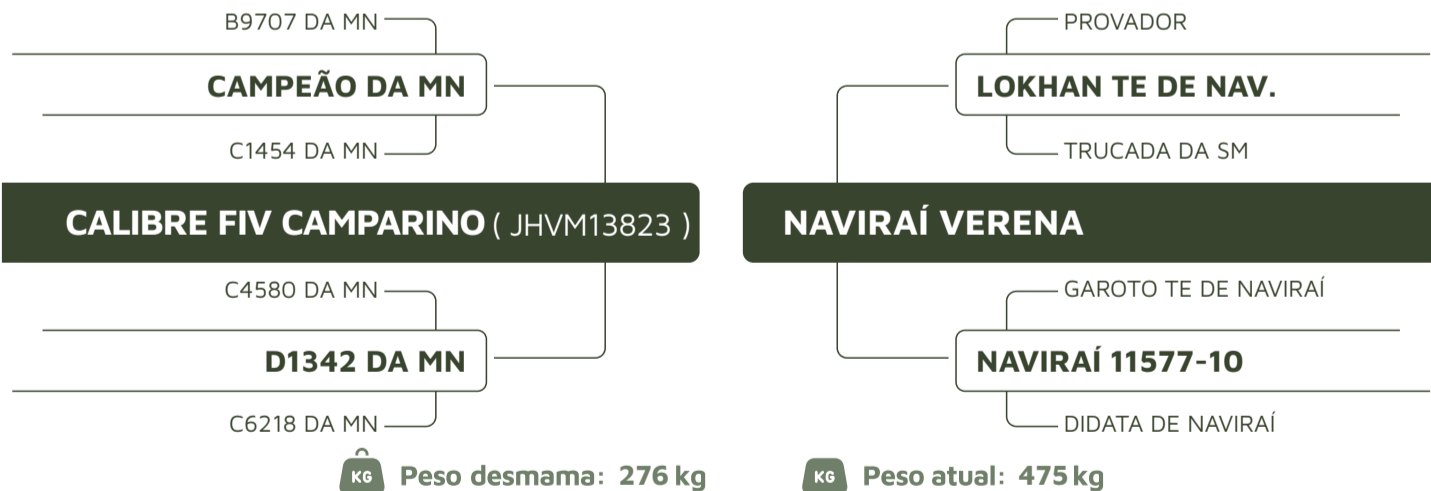 B9707 DA MN
CAMPEÃO DA MN
C1454 DA MN
CALIBRE FIV CAMPARINO ( JHVM13823 )
C4580 DA MN
D1342 DA MN
C6218 DA MN
PROVADOR
LOKHAN TE DE NAV.
TRUCADA DA SM
NAVIRAÍ VERENA
GAROTO TE DE NAVIRAÍ
NAVIRAÍ 11577-10
DIDATA DE NAVIRAÍ
KG Peso desmama: 276 kg
KG Peso atual: 475 kg